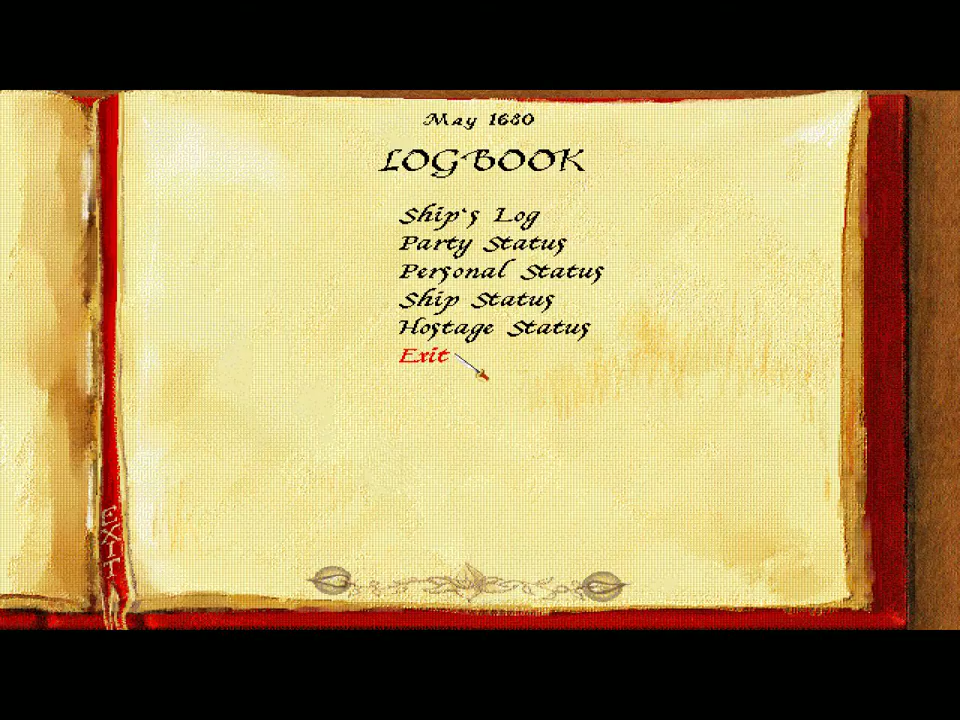 May 1680
LOGBOOK
Ship's Log
Party Status
Personal Status
Ship Status
Hostage Status
Exit
EXIT